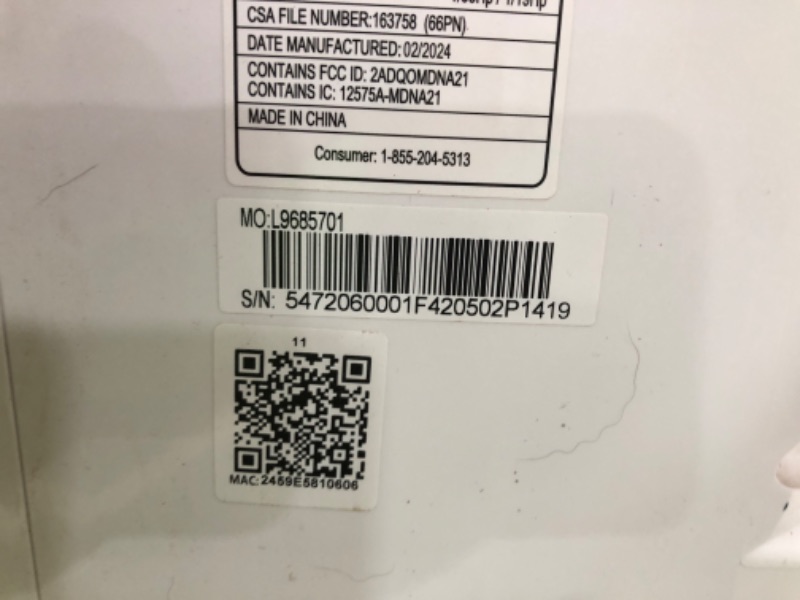 CSA FILE NUMBER:163758 (66PN)
DATE MANUFACTURED: 02/2024
CONTAINS FCC ID: 2ADQOMDNA21
CONTAINS IC: 12575A-MDNA21
MADE IN CHINA
Consumer: 1-855-204-5313
MO:L9685701
S/N: 5472060001F420502P1419
11
MAC:2459E5810606